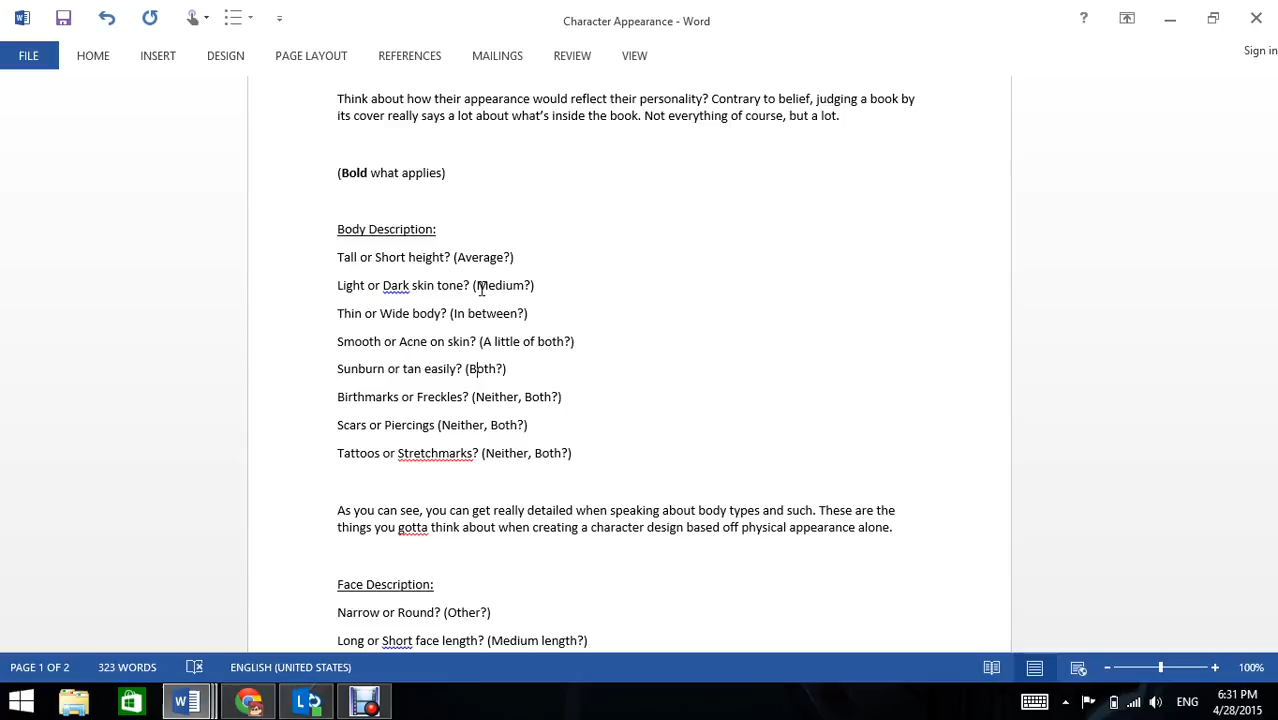 Character Appearance - Word
?
FILE HOME INSERT DESIGN PAGE LAYOUT REFERENCES MAILINGS REVIEW VIEW Sign in
Think about how their appearance would reflect their personality? Contrary to belief, judging a book by
its cover really says a lot about what's inside the book. Not everything of course, but a lot.
(Bold what applies)
Body Description:
Tall or Short height? (Average?)
Light or Dark skin tone? (Medium?)
Thin or Wide body? (In between?)
Smooth or Acne on skin? (A little of both?)
Sunburn or tan easily? (Both?)
Birthmarks or Freckles? (Neither, Both?)
Scars or Piercings (Neither, Both?)
Tattoos or Stretchmarks? (Neither, Both?)
As you can see, you can get really detailed when speaking about body types and such. These are the
things you gotta think about when creating a character design based off physical appearance alone.
Face Description:
Narrow or Round? (Other?)
Long or Short face length? (Medium length?)
PAGE 1 OF 2 323 WORDS ENGLISH (UNITED STATES) 100%
ENG
6:31 PM
4/28/2015